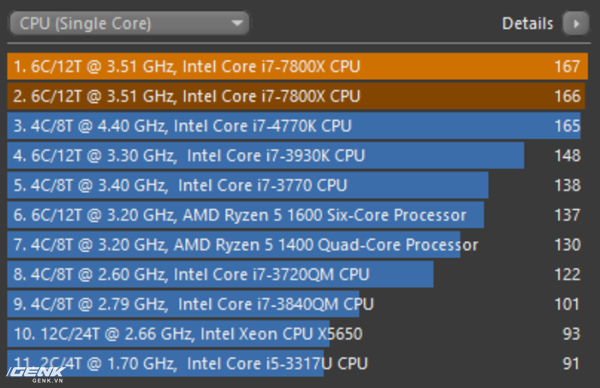 CPU (Single Core)
Details
1. 6C/12T @ 3.51 GHz, Intel Core i7-7800X CPU 167
2. 6C/12T @ 3.51 GHz, Intel Core i7-7800X CPU 166
3. 4C/8T @ 4.40 GHz, Intel Core i7-4770K CPU 165
4. 6C/12T @ 3.30 GHz, Intel Core i7-3930K CPU 148
5. 4C/8T @ 3.40 GHz, Intel Core i7-3770 CPU 138
6. 6C/12T @ 3.20 GHz, AMD Ryzen 5 1600 Six-Core Processor 137
7. 4C/8T @ 3.20 GHz, AMD Ryzen 5 1400 Quad-Core Processor 130
8. 4C/8T @ 2.60 GHz, Intel Core i7-3720QM CPU 122
9. 4C/8T @ 2.79 GHz, Intel Core i7-3840QM CPU 101
10. 12C/24T @ 2.66 GHz, Intel Xeon CPU X5650 93
11. 2C/4T @ 1.70 GHz, Intel Core i5-3317U CPU 91
GENK
GENK.VN